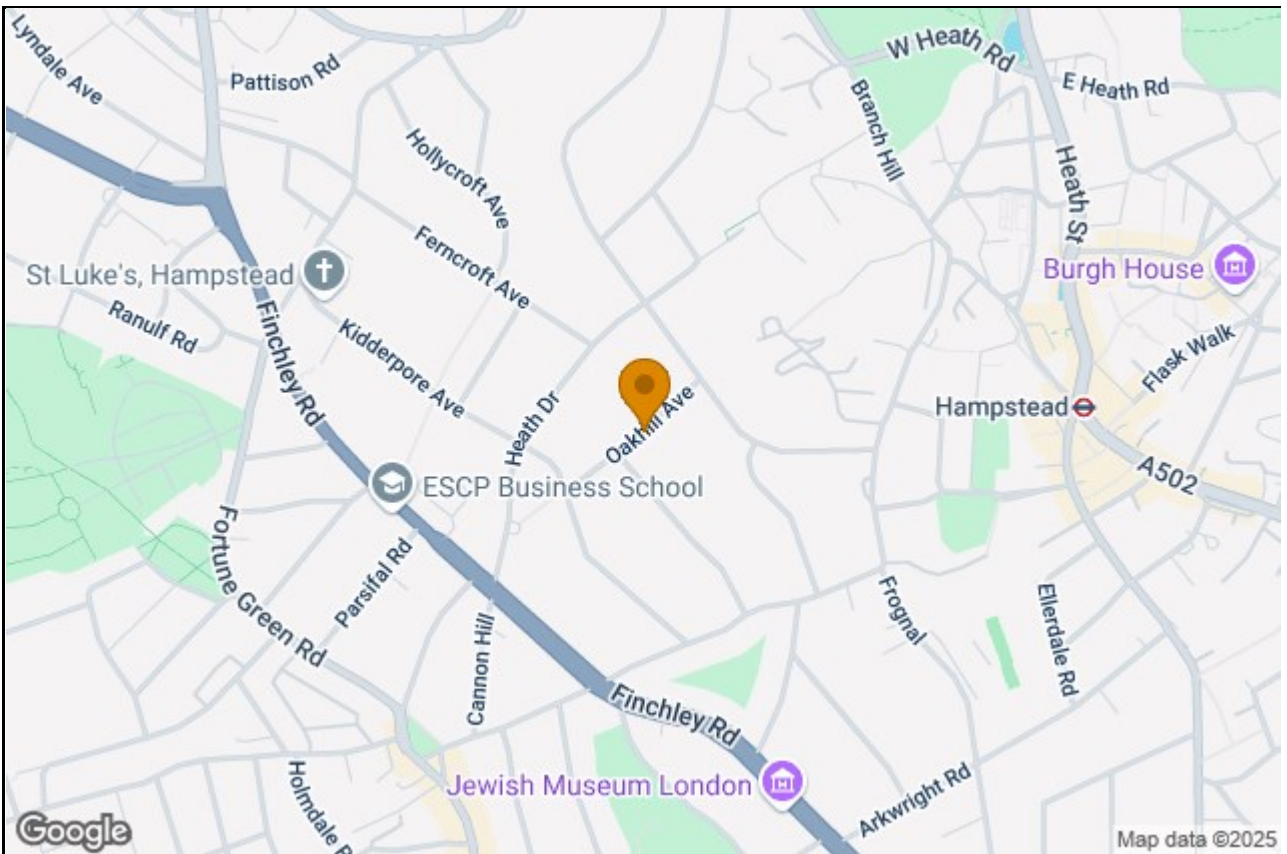 Lyndale Ave
Pattison Rd
W Heath Rd
E Heath Rd
Branch Hill
Hollycroft Ave
Heath St
Ferncroft Ave
St Luke's, Hampstead
Burgh House
Ranulf Rd
Finchley Rd
Kidderpore Ave
Flask Walk
Heath Dr
Oakhill Ave
Hampstead
A502
ESCP Business School
Fortune Green Rd
Parsifal Rd
Frognal
Ellerdale Rd
Cannon Hill
Finchley Rd
Jewish Museum London
Arkwright Rd
Google
Map data ©2025